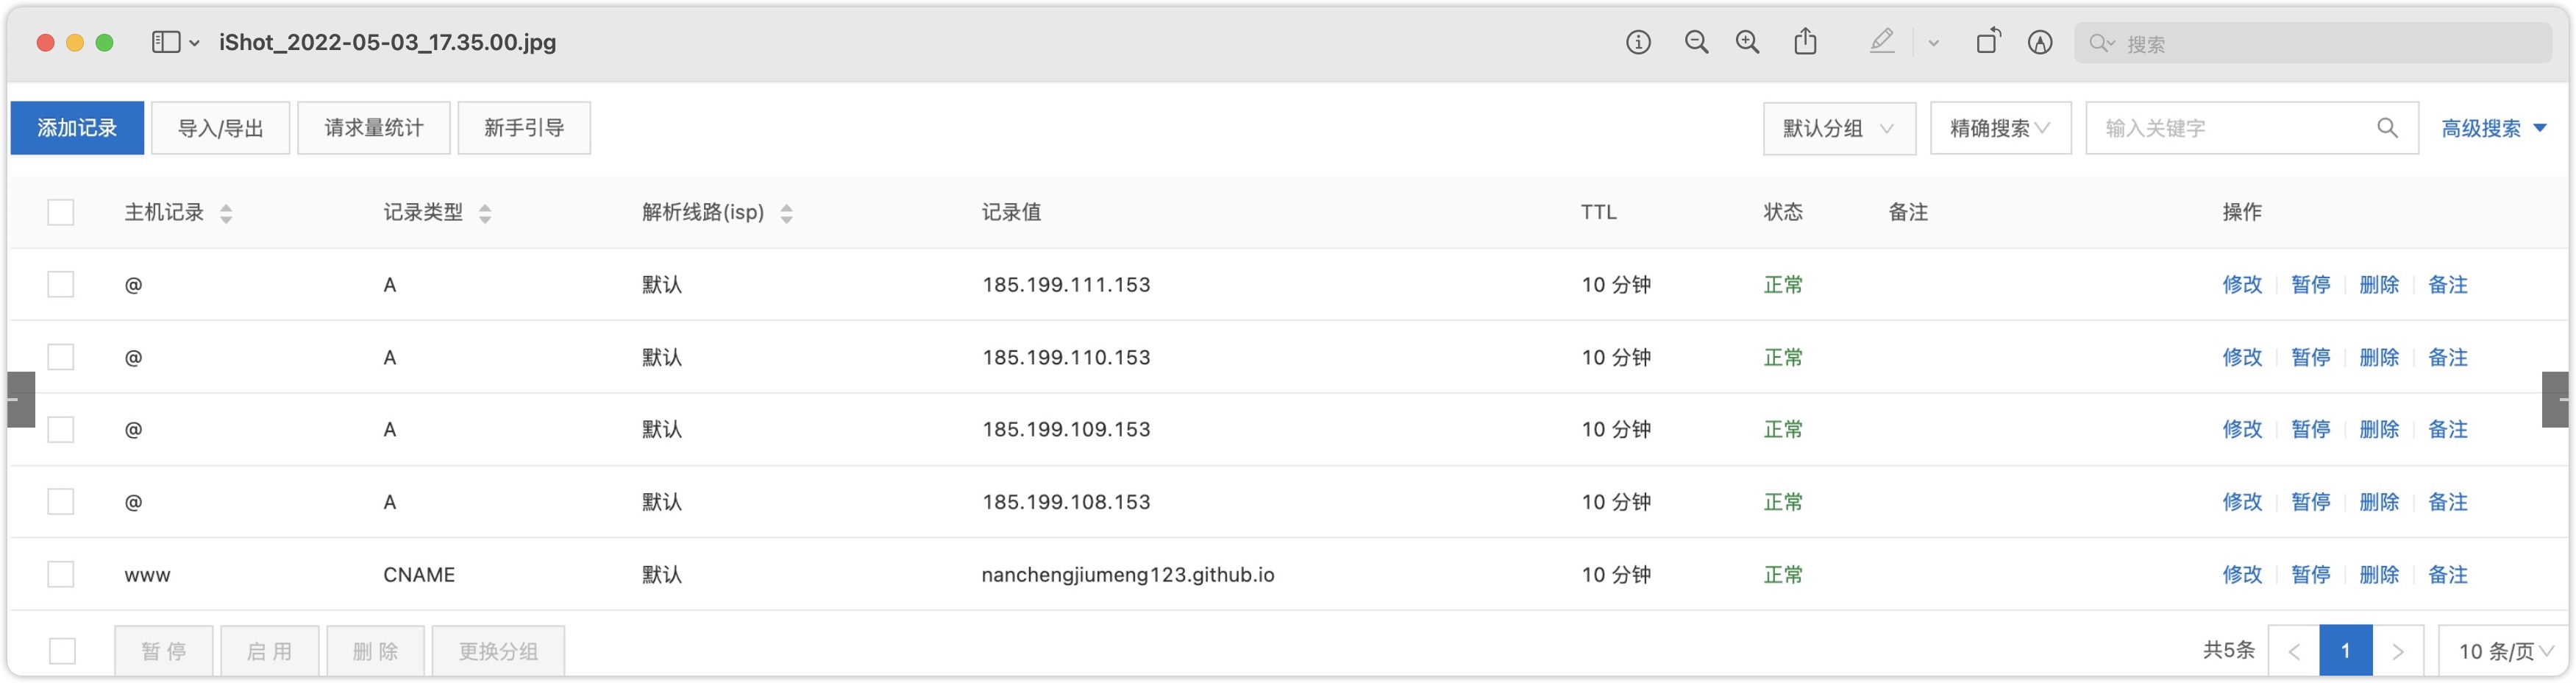 iShot_2022-05-03_17.35.00.jpg 搜索
添加记录 导入/导出 请求量统计 新手引导 默认分组 精确搜索 输入关键字 高级搜索
主机记录 记录类型 解析线路(isp) 记录值 TTL 状态 备注 操作
@ A 默认 185.199.111.153 10 分钟 正常 修改 暂停 删除 备注
@ A 默认 185.199.110.153 10 分钟 正常 修改 暂停 删除 备注
@ A 默认 185.199.109.153 10 分钟 正常 修改 暂停 删除 备注
@ A 默认 185.199.108.153 10 分钟 正常 修改 暂停 删除 备注
www CNAME 默认 nanchengjiumeng123.github.io 10 分钟 正常 修改 暂停 删除 备注
暂停 启用 删除 更换分组 共5条 < 1 > 10 条/页